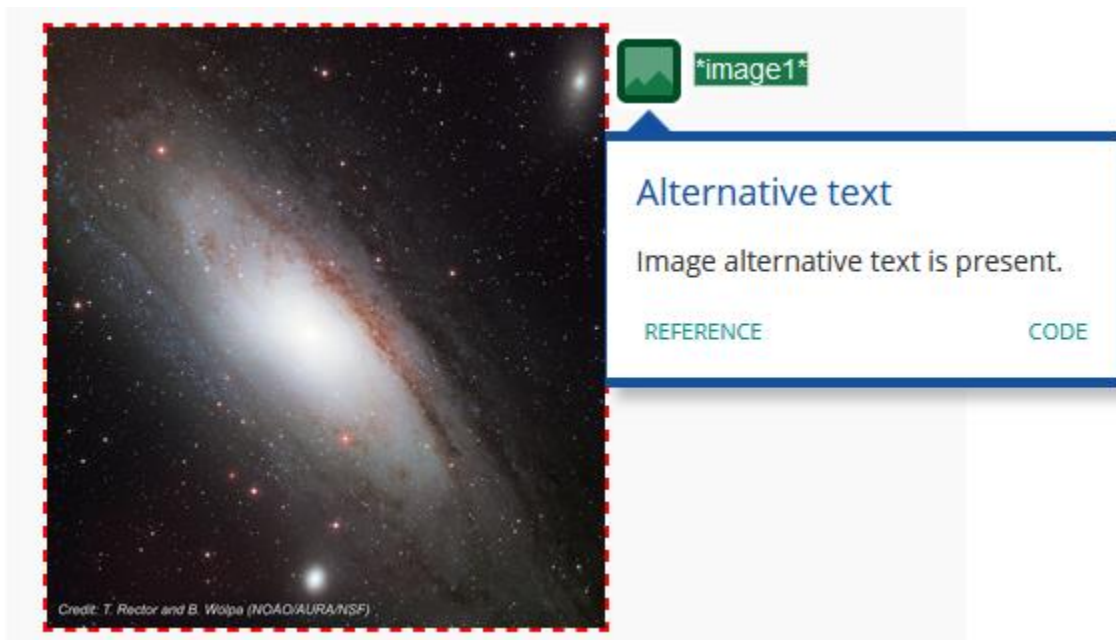 *image1*
Alternative text
Image alternative text is present.
REFERENCE
CODE
Credit: T. Rector and B. Wolpa (NOAO/AURA/NSF)